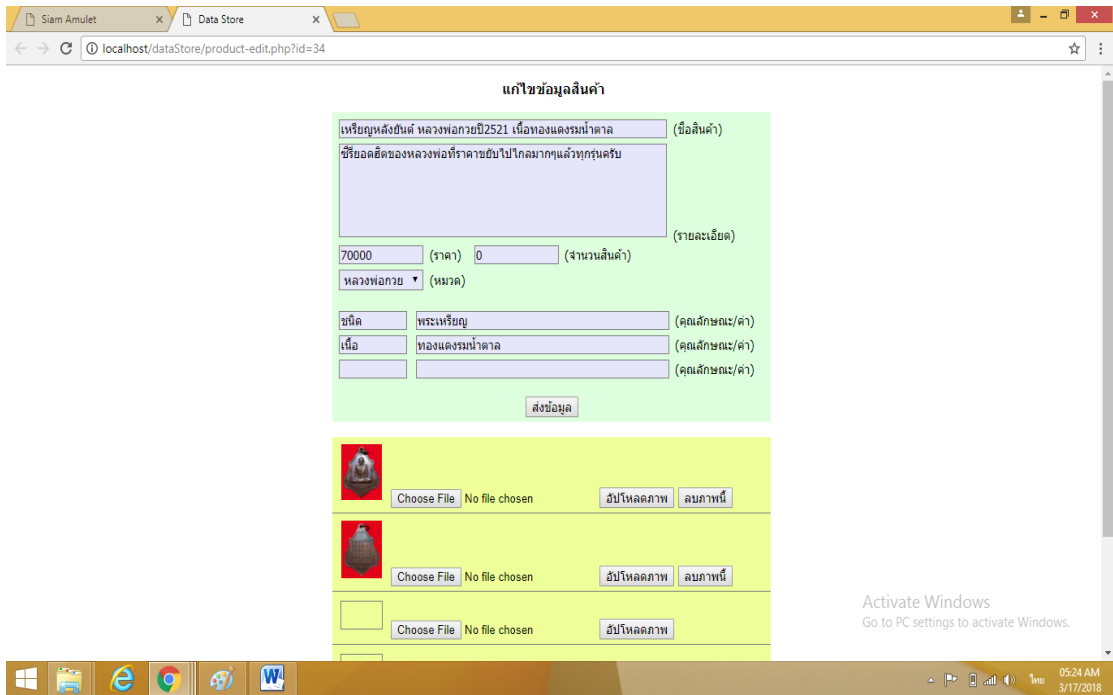 Siam Amulet
Data Store
localhost/dataStore/product-edit.php?id=34
แก้ไขข้อมูลสินค้า
เหรียญหลังยันต์ หลวงพ่อกวยปี2521 เนื้อทองแดงรมน้ำตาล (ชื่อสินค้า)
ซีรียอดฮิตของหลวงพ่อที่ราคาขยับไปไกลมากๆแล้วทุกรุ่นครับ
(รายละเอียด)
70000 (ราคา) 0 (จำนวนสินค้า)
หลวงพ่อกวย (หมวด)
ชนิด พระเหรียญ (คุณลักษณะ/ค่า)
เนื้อ ทองแดงรมน้ำตาล (คุณลักษณะ/ค่า)
(คุณลักษณะ/ค่า)
ส่งข้อมูล
Choose File No file chosen อัปโหลดภาพ ลบภาพนี้
Choose File No file chosen อัปโหลดภาพ ลบภาพนี้
Choose File No file chosen อัปโหลดภาพ
Activate Windows
Go to PC settings to activate Windows.
ไทย 05:24 AM
3/17/2018